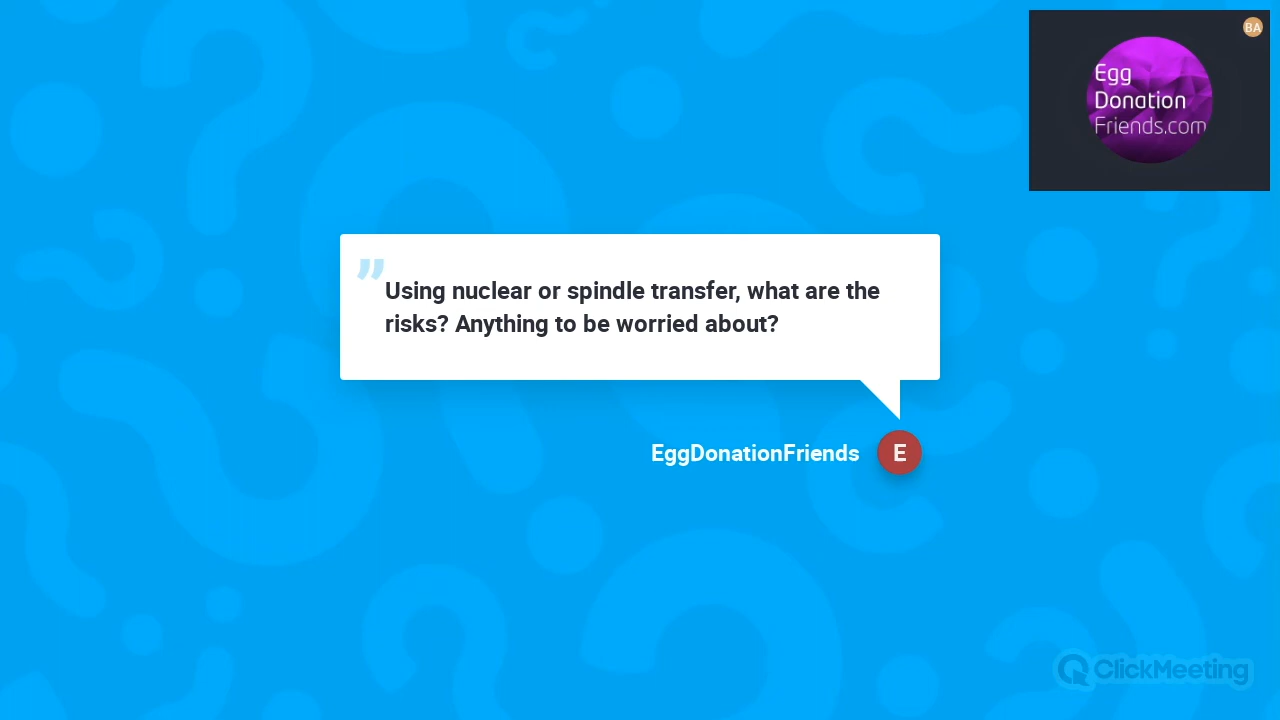 BA
Egg
Donation
Friends.com
" Using nuclear or spindle transfer, what are the
risks? Anything to be worried about?
EggDonationFriends E
ClickMeeting